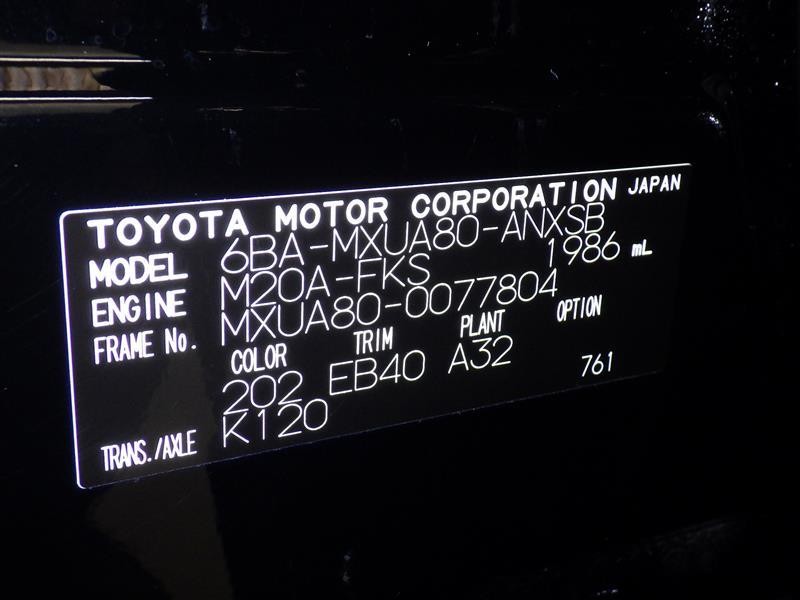 TOYOTA MOTOR CORPORATION JAPAN
MODEL 6BA-MXUA80-ANXSB
ENGINE M20A-FKS 1986 mL
FRAME No. MXUA80-0077804
COLOR TRIM PLANT OPTION
202 EB40 A32 761
TRANS./AXLE K120